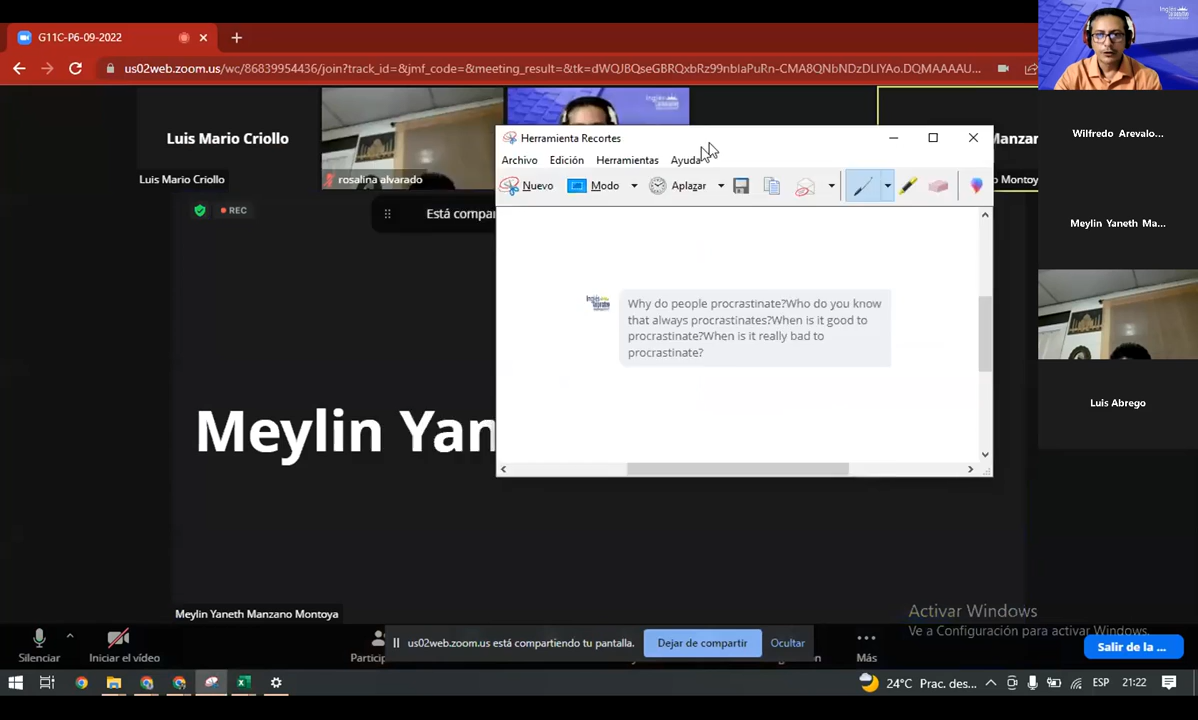 G11C-P6-09-2022
us02web.zoom.us/wc/86839954436/join?track_id=&jmf_code=&meeting_result=&tk=dWQJBQseGBRQxbRz99nblaPuRn-CMA8QNbNDzDLIYAo.DQMAAAAU...
Luis Mario Criollo
Luis Mario Criollo
rosalina alvarado
Manzan
Montoya
REC
Está compar
Herramienta Recortes
Archivo Edición Herramientas Ayuda
Nuevo Modo Aplazar
Why do people procrastinate?Who do you know
that always procrastinates?When is it good to
procrastinate?When is it really bad to
procrastinate?
Meylin Yan
Meylin Yaneth Manzano Montoya
Wilfredo Arevalo...
Meylin Yaneth Ma...
Luis Abrego
Activar Windows
Ve a Configuración para activar Windows.
Silenciar
Iniciar el vídeo
Particip
us02web.zoom.us está compartiendo tu pantalla.
Dejar de compartir
Ocultar
Más
Salir de la ...
24°C Prac. des...
ESP
21:22